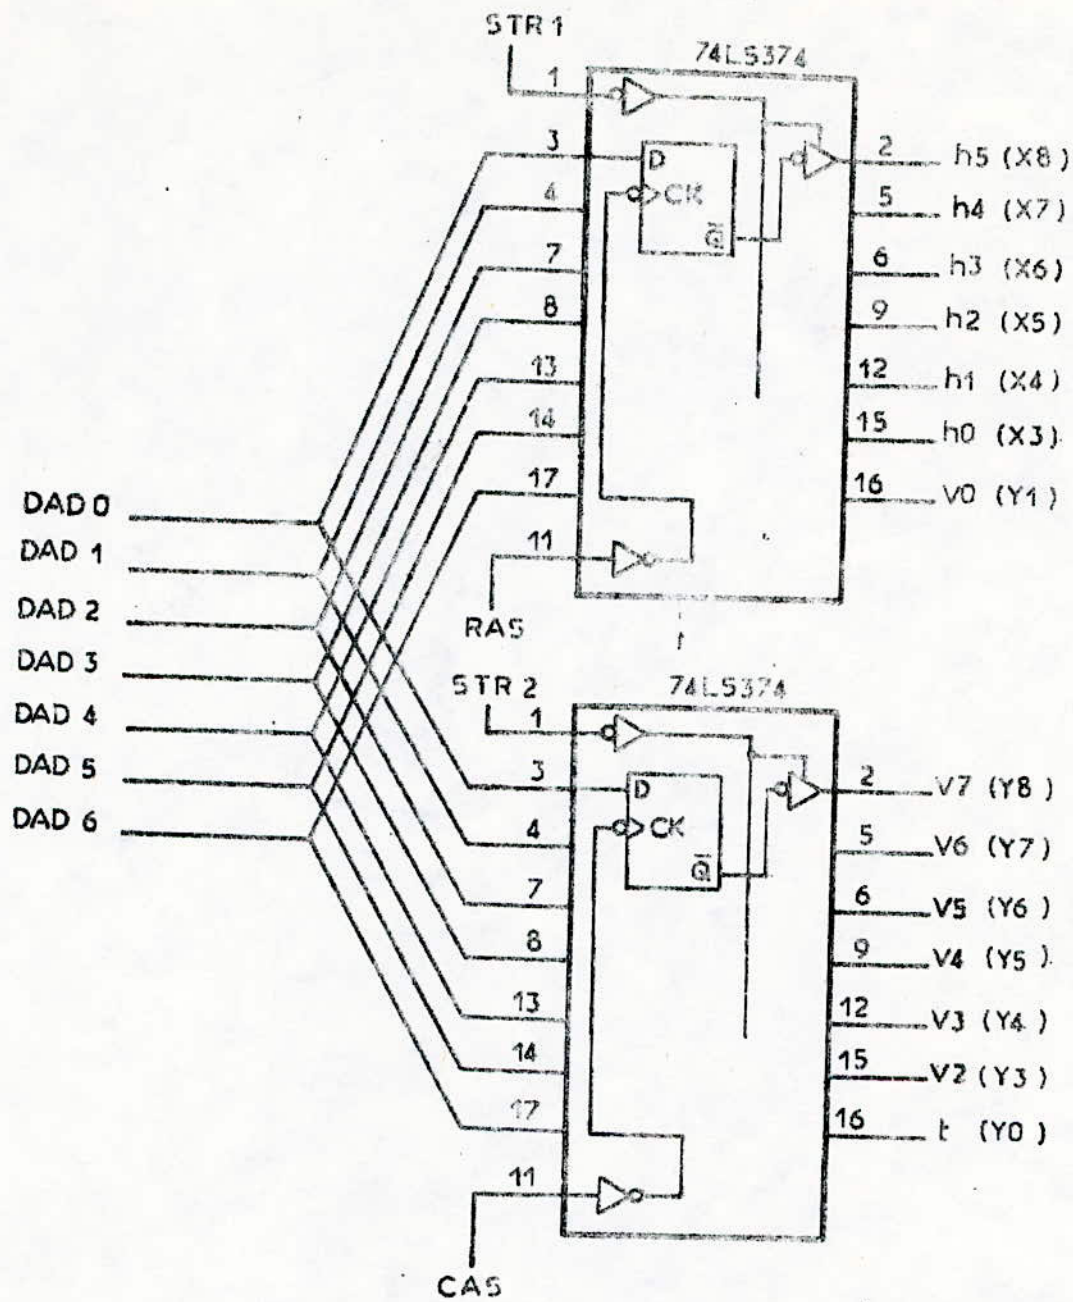 STR 1
74LS374
1
3
D
CK
Q̄
2
h5 (X8)
4
5
h4 (X7)
7
6
h3 (X6)
8
9
h2 (X5)
13
12
h1 (X4)
14
15
h0 (X3)
17
16
V0 (Y1)
11
RAS
DAD 0
DAD 1
DAD 2
DAD 3
DAD 4
DAD 5
DAD 6
STR 2
74LS374
1
3
D
CK
Q̄
2
V7 (Y8)
4
5
V6 (Y7)
7
6
V5 (Y6)
8
9
V4 (Y5)
13
12
V3 (Y4)
14
15
V2 (Y3)
17
16
t (Y0)
11
CAS